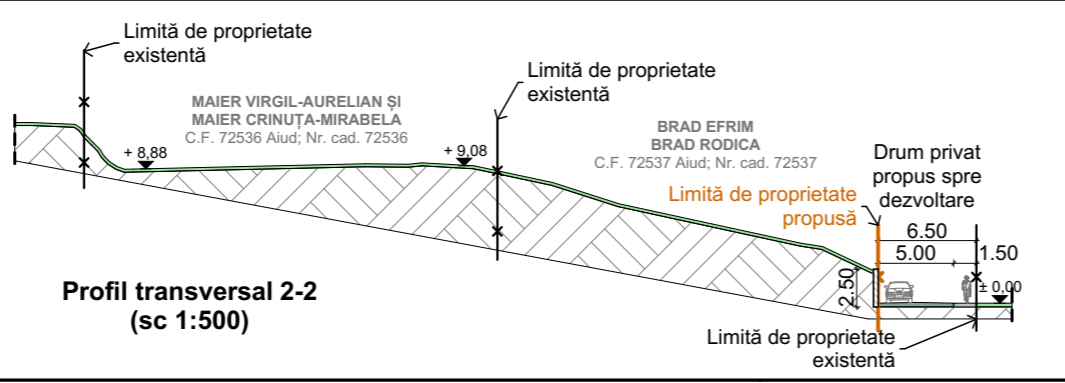 Limită de proprietate
existentă
MAIER VIRGIL-AURELIAN ȘI
MAIER CRINUȚA-MIRABELA
C.F. 72536 Aiud; Nr. cad. 72536
+ 8,88
Limită de proprietate
existentă
+ 9,08
BRAD EFRIM
BRAD RODICA
C.F. 72537 Aiud; Nr. cad. 72537
Limită de proprietate
propusă
Drum privat
propus spre
dezvoltare
6.50
5.00
1.50
2.50
± 0,00
Limită de proprietate
existentă
Profil transversal 2-2
(sc 1:500)